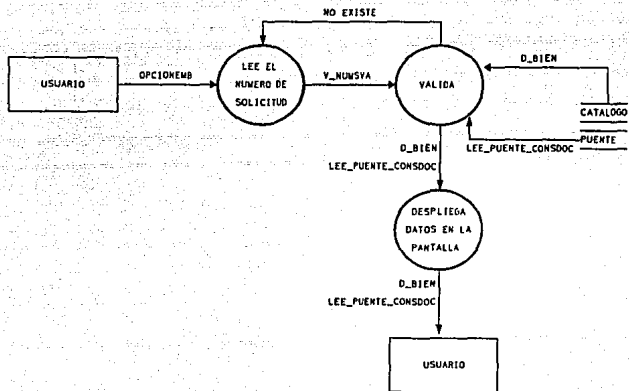 NO EXISTE
USUARIO
OPCIONEMB
LEE EL
NUMERO DE
SOLICITUD
V_NUMSYA
VALIDA
D_BIEN
CATALOGO
PUENTE
LEE_PUENTE_CONSDOC
D_BIEN
LEE_PUENTE_CONSDOC
DESPLIEGA
DATOS EN LA
PANTALLA
D_BIEN
LEE_PUENTE_CONSDOC
USUARIO